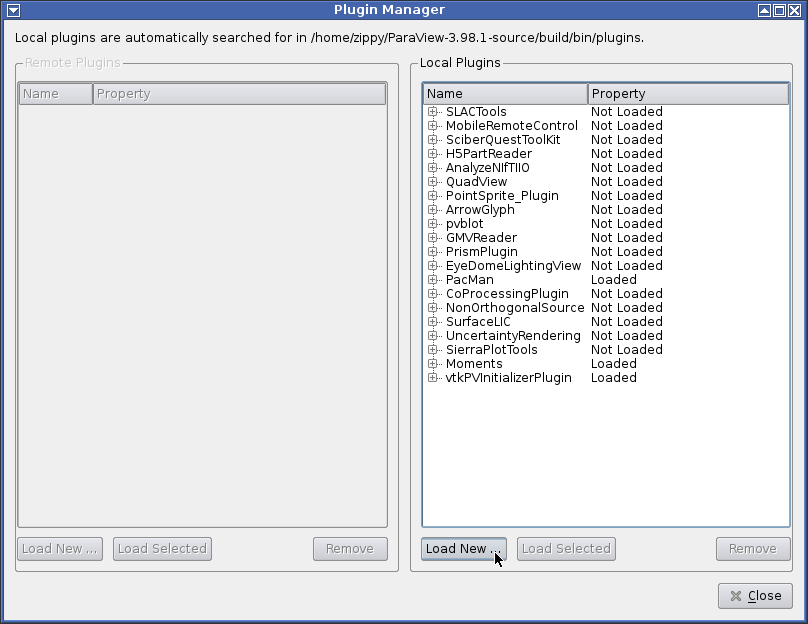 Plugin Manager
Local plugins are automatically searched for in /home/zippy/ParaView-3.98.1-source/build/bin/plugins.
Remote Plugins
Name Property
Load New ... Load Selected Remove
Local Plugins
Name Property
SLACTools Not Loaded
MobileRemoteControl Not Loaded
SciberQuestToolKit Not Loaded
H5PartReader Not Loaded
AnalyzeNIfTIIO Not Loaded
QuadView Not Loaded
PointSprite_Plugin Not Loaded
ArrowGlyph Not Loaded
pvblot Not Loaded
GMVReader Not Loaded
PrismPlugin Not Loaded
EyeDomeLightingView Not Loaded
PacMan Loaded
CoProcessingPlugin Not Loaded
NonOrthogonalSource Not Loaded
SurfaceLIC Not Loaded
UncertaintyRendering Not Loaded
SierraPlotTools Not Loaded
Moments Loaded
vtkPVInitializerPlugin Loaded
Load New ... Load Selected Remove
Close